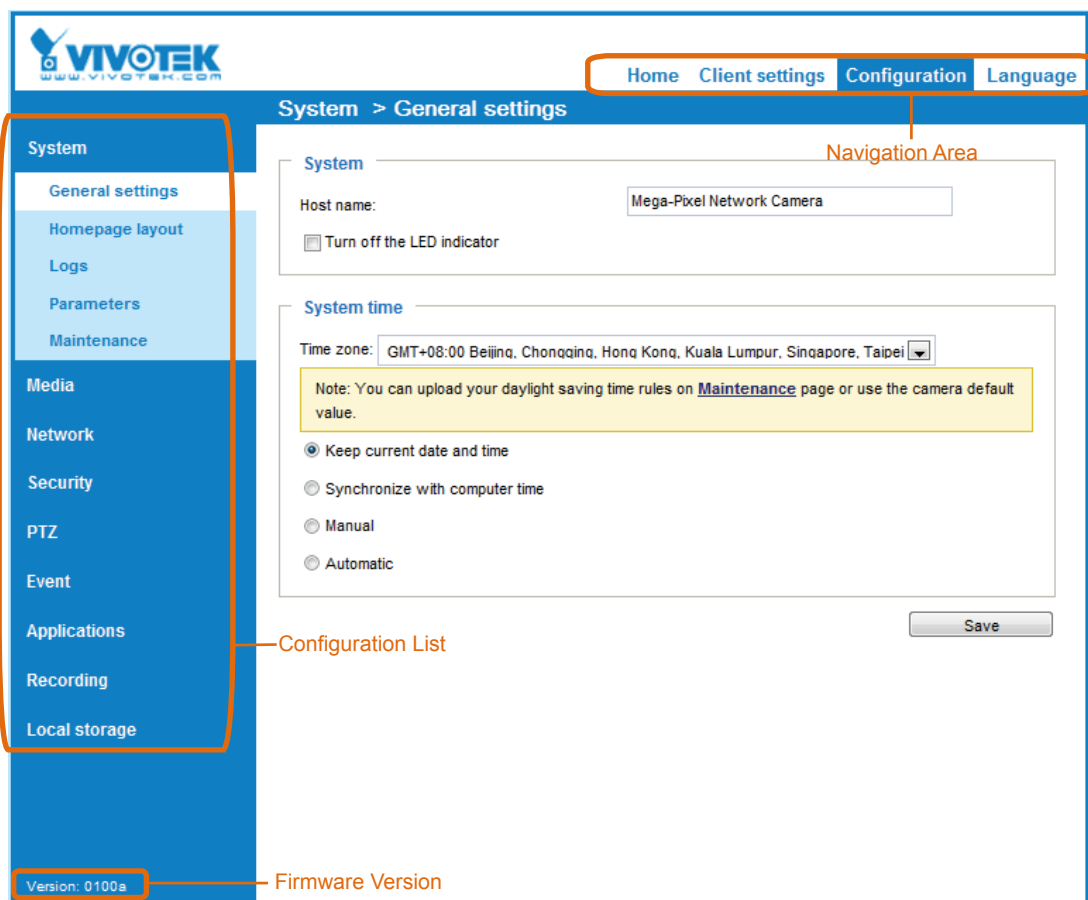 VIVOTEK
www.vivotek.com
Home Client settings Configuration Language
System > General settings
Navigation Area
System
General settings
Homepage layout
Logs
Parameters
Maintenance
Media
Network
Security
PTZ
Event
Applications
Recording
Local storage
Version: 0100a
System
Host name: Mega-Pixel Network Camera
Turn off the LED indicator
System time
Time zone: GMT+08:00 Beijing, Chongqing, Hong Kong, Kuala Lumpur, Singapore, Taipei
Note: You can upload your daylight saving time rules on Maintenance page or use the camera default
value.
Keep current date and time
Synchronize with computer time
Manual
Automatic
Save
Configuration List
Firmware Version